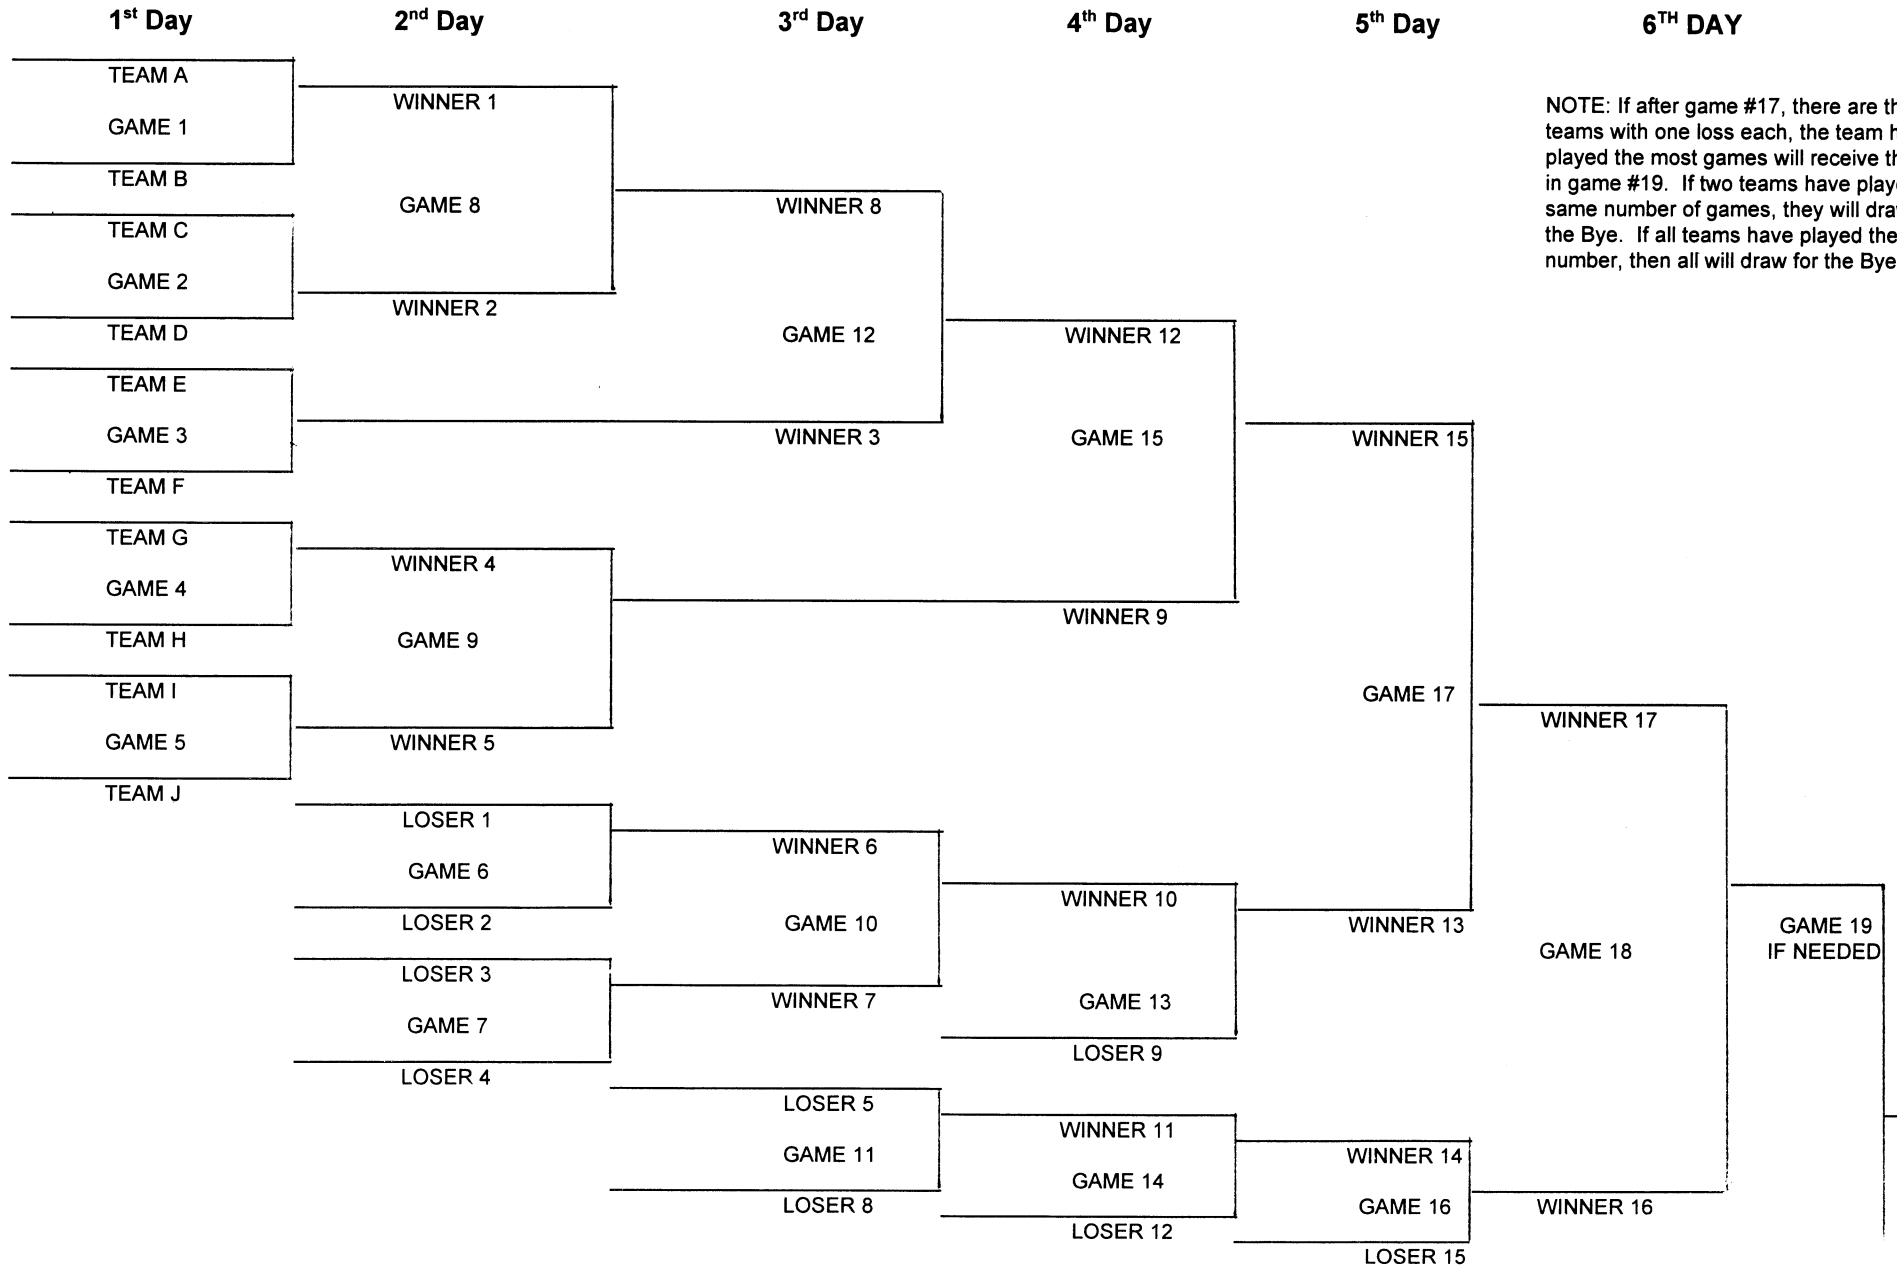 1st Day
2nd Day
3rd Day
4th Day
5th Day
6TH DAY
NOTE: If after game #17, there are
teams with one loss each, the team
played the most games will receive
in game #19. If two teams have
same number of games, they will
the Bye. If all teams have played the
number, then all will draw for the Bye
TEAM A
GAME 1
TEAM B
TEAM C
GAME 2
TEAM D
TEAM E
GAME 3
TEAM F
TEAM G
GAME 4
TEAM H
TEAM I
GAME 5
TEAM J
WINNER 1
GAME 8
WINNER 2
WINNER 4
GAME 9
WINNER 5
LOSER 1
GAME 6
LOSER 2
LOSER 3
GAME 7
LOSER 4
WINNER 8
GAME 12
WINNER 3
WINNER 6
GAME 10
WINNER 7
LOSER 5
GAME 11
LOSER 8
WINNER 12
GAME 15
WINNER 9
WINNER 10
GAME 13
LOSER 9
WINNER 11
GAME 14
LOSER 12
WINNER 15
GAME 17
WINNER 13
WINNER 14
GAME 16
LOSER 15
WINNER 17
GAME 18
WINNER 16
GAME 19
IF NEEDED